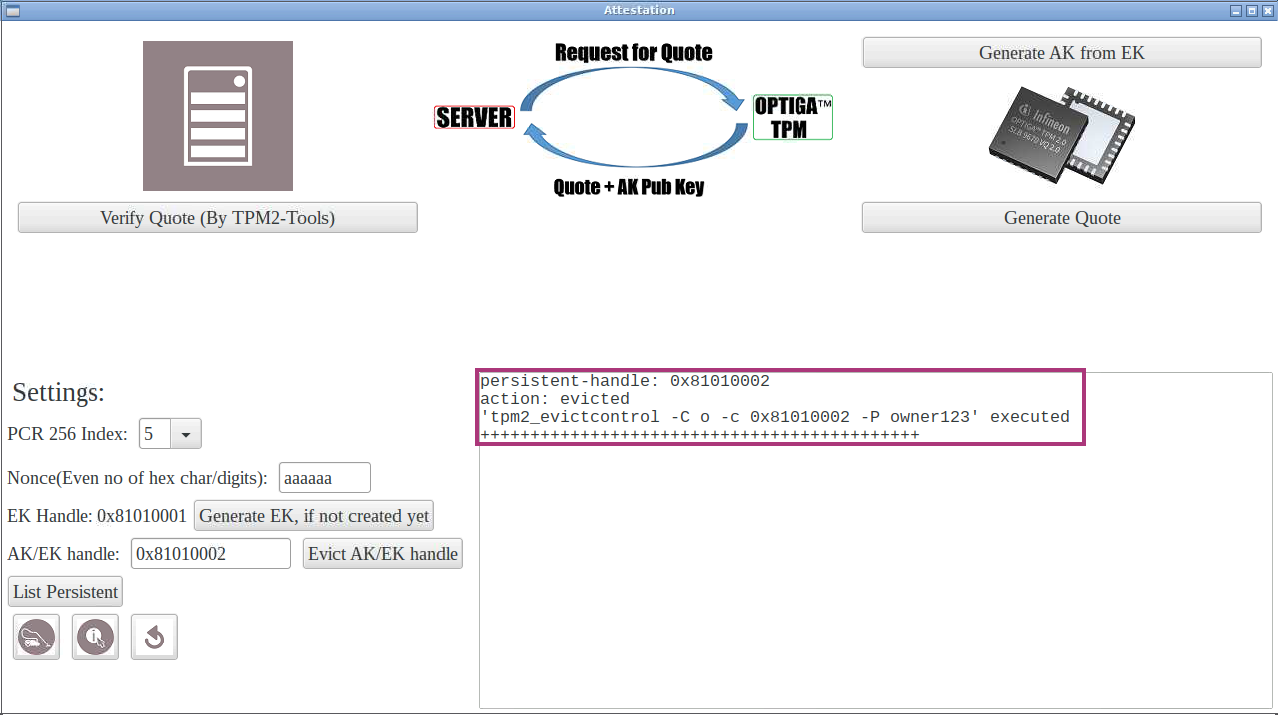 Attestation
Request for Quote
SERVER
OPTIGA™
TPM
Quote + AK Pub Key
Generate AK from EK
infineon
OPTIGA™ TPM 2.0
SLB 9670 VQ 2.0
Verify Quote (By TPM2-Tools)
Generate Quote
Settings:
PCR 256 Index: 5
Nonce(Even no of hex char/digits): aaaaaa
EK Handle: 0x81010001 Generate EK, if not created yet
AK/EK handle: 0x81010002 Evict AK/EK handle
List Persistent
i
persistent-handle: 0x81010002
action: evicted
'tpm2_evictcontrol -C o -c 0x81010002 -P owner123' executed
++++++++++++++++++++++++++++++++++++++++++++